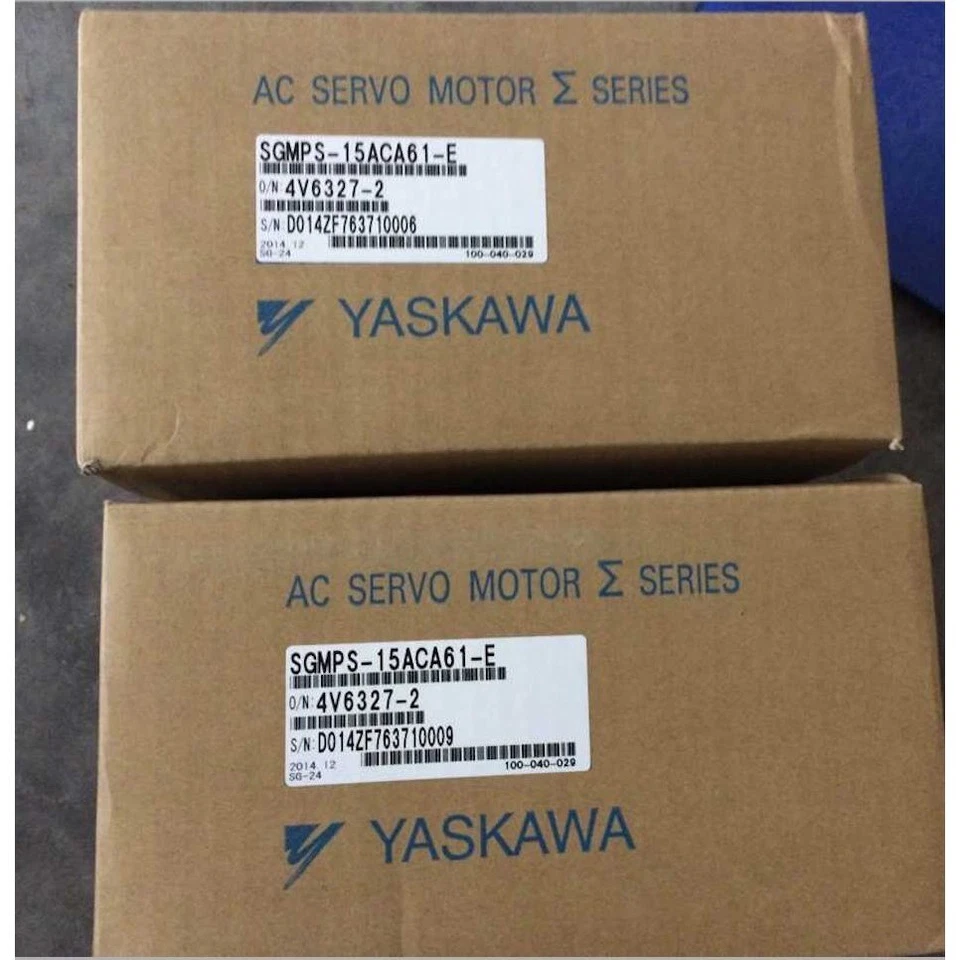 AC SERVO MOTOR Σ SERIES
SGMPS-15ACA61-E
O/N:4V6327-2
S/N:D014ZF763710006
2014.12
SG-24
100-040-029
YASKAWA
AC SERVO MOTOR Σ SERIES
SGMPS-15ACA61-E
O/N:4V6327-2
S/N:D014ZF763710009
2014.12
SG-24
100-040-029
YASKAWA